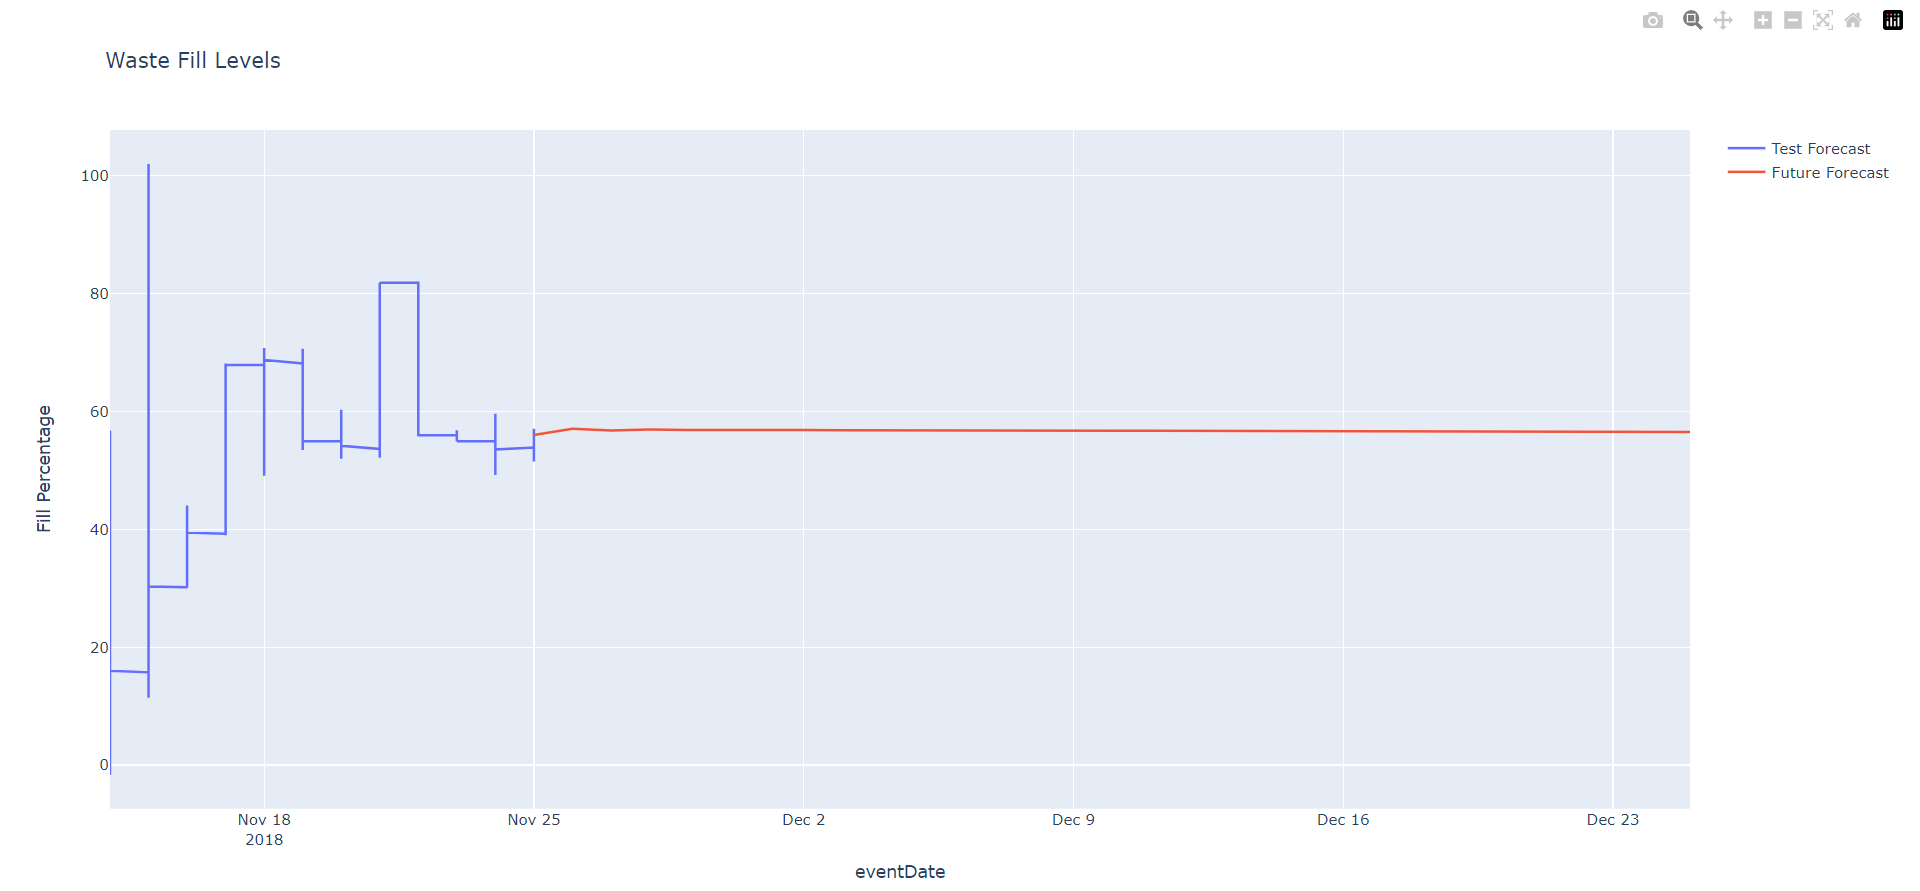 Waste Fill Levels
Test Forecast
Future Forecast
100
80
60
40
20
0
Fill Percentage
Nov 18
2018
Nov 25
Dec 2
Dec 9
Dec 16
Dec 23
eventDate